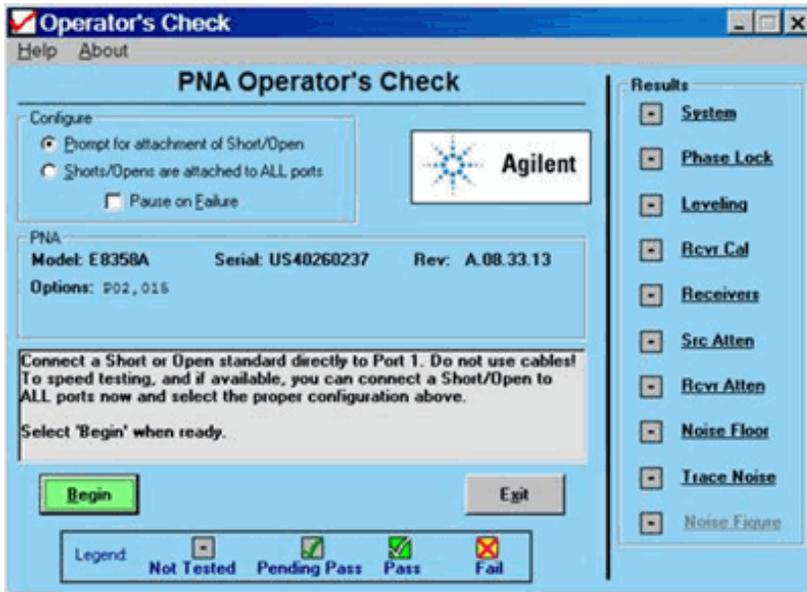 Operator's Check
Help About
PNA Operator's Check
Configure
Prompt for attachment of Short/Open
Shorts/Opens are attached to ALL ports
Pause on Failure
Agilent
PNA
Model: E8358A Serial: US40260237 Rev: A.08.33.13
Options: P02,015
Connect a Short or Open standard directly to Port 1. Do not use cables!
To speed testing, and if available, you can connect a Short/Open to
ALL ports now and select the proper configuration above.
Select 'Begin' when ready.
Begin
Exit
Legend:
Not Tested Pending Pass Pass Fail
Results
System
Phase Lock
Leveling
Rcvr Cal
Receivers
Src Atten
Rcvr Atten
Noise Floor
Trace Noise
Noise Figure